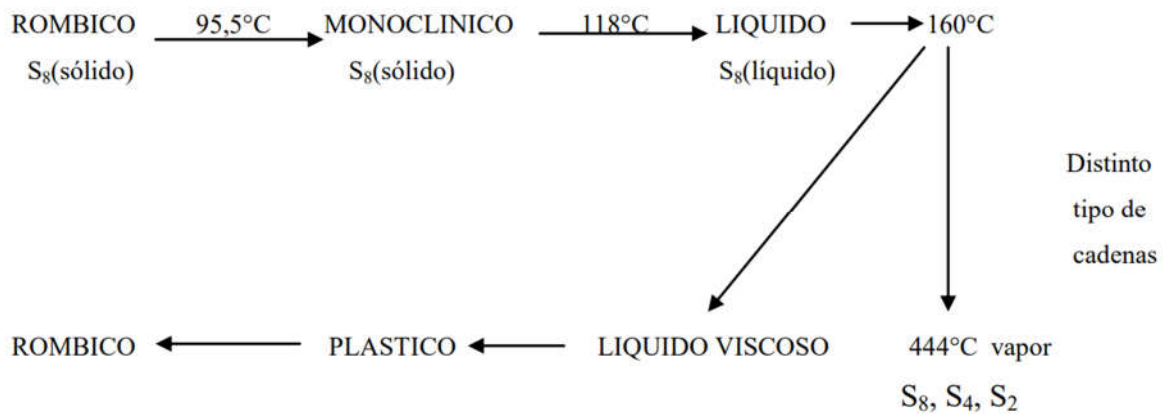 ROMBICO 95,5°C MONOCLINICO 118°C LIQUIDO 160°C
S₈(sólido) S₈(sólido) S₈(líquido)
Distinto
tipo de
cadenas
ROMBICO PLASTICO LIQUIDO VISCOSO 444°C vapor
S₈, S₄, S₂